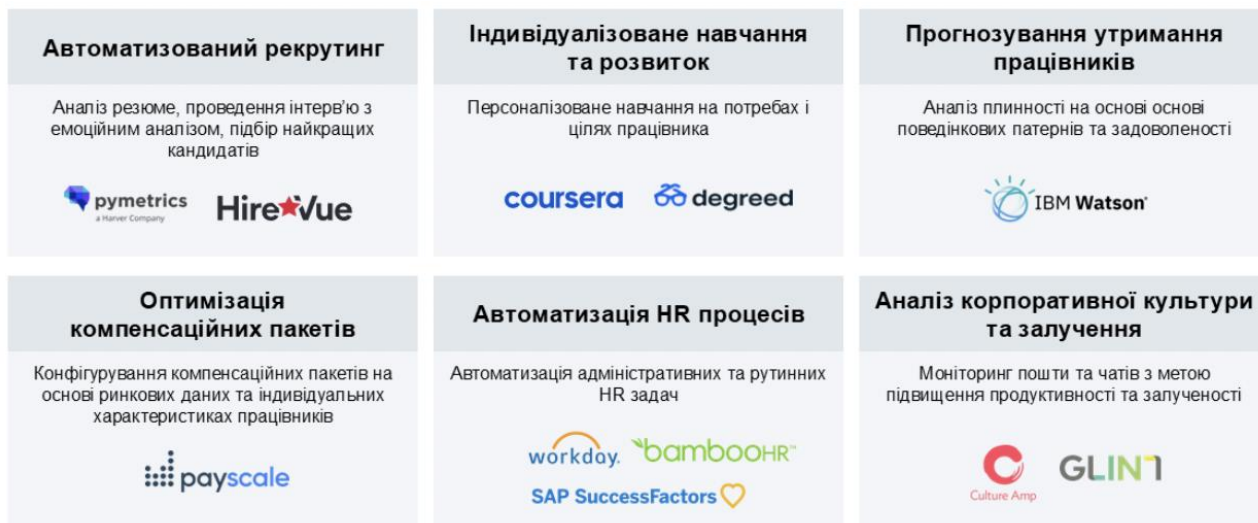 Автоматизований рекрутинг
Аналіз резюме, проведення інтерв'ю з
емоційним аналізом, підбір найкращих
кандидатів
pymetrics
a Harver Company
HireVue
Індивідуалізоване навчання
та розвиток
Персоналізоване навчання на потребах і
цілях працівника
coursera
degreed
Прогнозування утримання
працівників
Аналіз плинності на основі основі
поведінкових патернів та задоволеності
IBM Watson
Оптимізація
компенсаційних пакетів
Конфігурування компенсаційних пакетів на
основі ринкових даних та індивідуальних
характеристиках працівників
payscale
Автоматизація HR процесів
Автоматизація адміністративних та рутинних
HR задач
workday.
bambooHR™
SAP SuccessFactors
Аналіз корпоративної культури
та залучення
Моніторинг пошти та чатів з метою
підвищення продуктивності та залученості
Culture Amp
GLINT